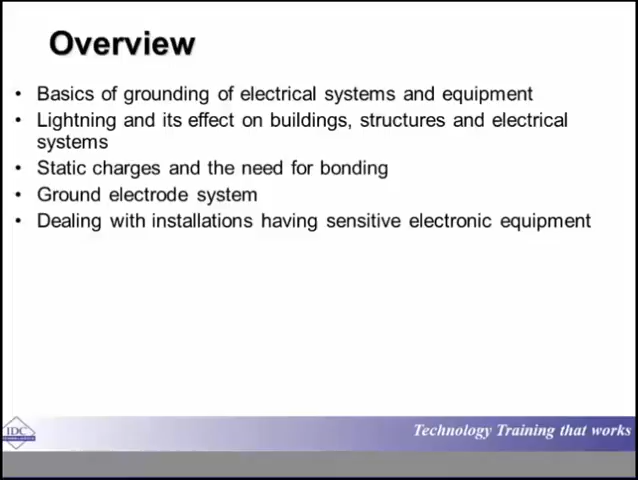 Overview
• Basics of grounding of electrical systems and equipment
• Lightning and its effect on buildings, structures and electrical
systems
• Static charges and the need for bonding
• Ground electrode system
• Dealing with installations having sensitive electronic equipment
IDC
Technology Training that works